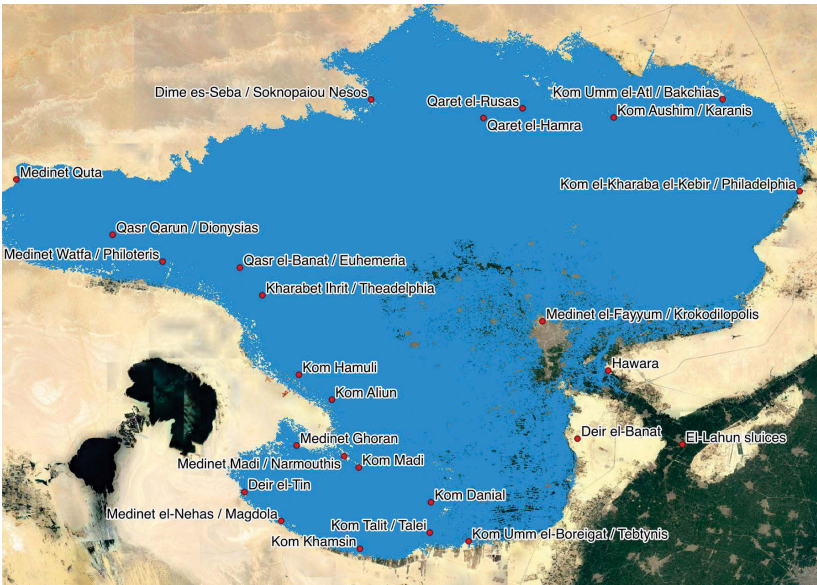 Dime es-Seba / Soknopaiou Nesos
Qaret el-Rusas
Kom Umm el-Atl / Bakchias
Kom Aushim / Karanis
Qaret el-Hamra
Medinet Quta
Kom el-Kharaba el-Kebir / Philadelphia
Qasr Qarun / Dionysias
Medinet Watfa / Philoteris
Qasr el-Banat / Euhemeria
Kharabet Ihrit / Theadelphia
Medinet el-Fayyum / Krokodilopolis
Kom Hamuli
Hawara
Kom Aliun
Medinet Ghoran
Deir el-Banat
El-Lahun sluices
Medinet Madi / Narmouthis
Kom Madi
Deir el-Tin
Kom Danial
Medinet el-Nehas / Magdola
Kom Talit / Talei
Kom Umm el-Boreigat / Tebtynis
Kom Khamsin